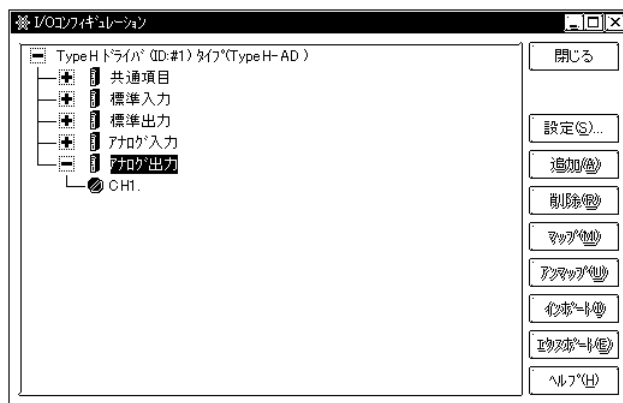 I/Oコンフィギュレーション
TypeH ドライバ (ID:#1) タイプ(TypeH-AD )
共通項目
標準入力
標準出力
アナログ入力
アナログ出力
CH1.
閉じる
設定(S)...
追加(A)
削除(R)
マップ(M)
アンマップ(U)
インポート(I)
エクスポート(E)
ヘルプ(H)